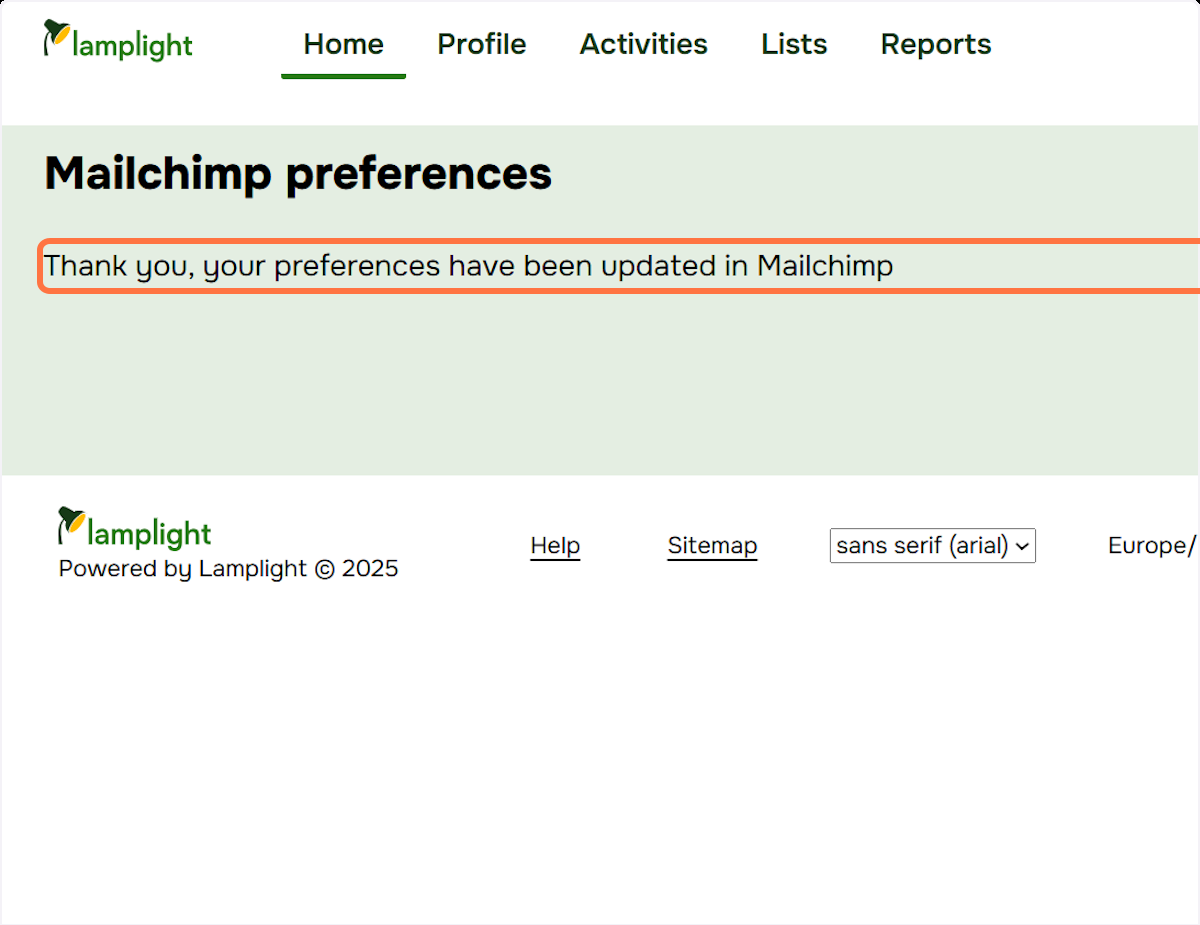 lamplight
Home Profile Activities Lists Reports
Mailchimp preferences
Thank you, your preferences have been updated in Mailchimp
lamplight
Powered by Lamplight © 2025
Help Sitemap sans serif (arial) Europe/